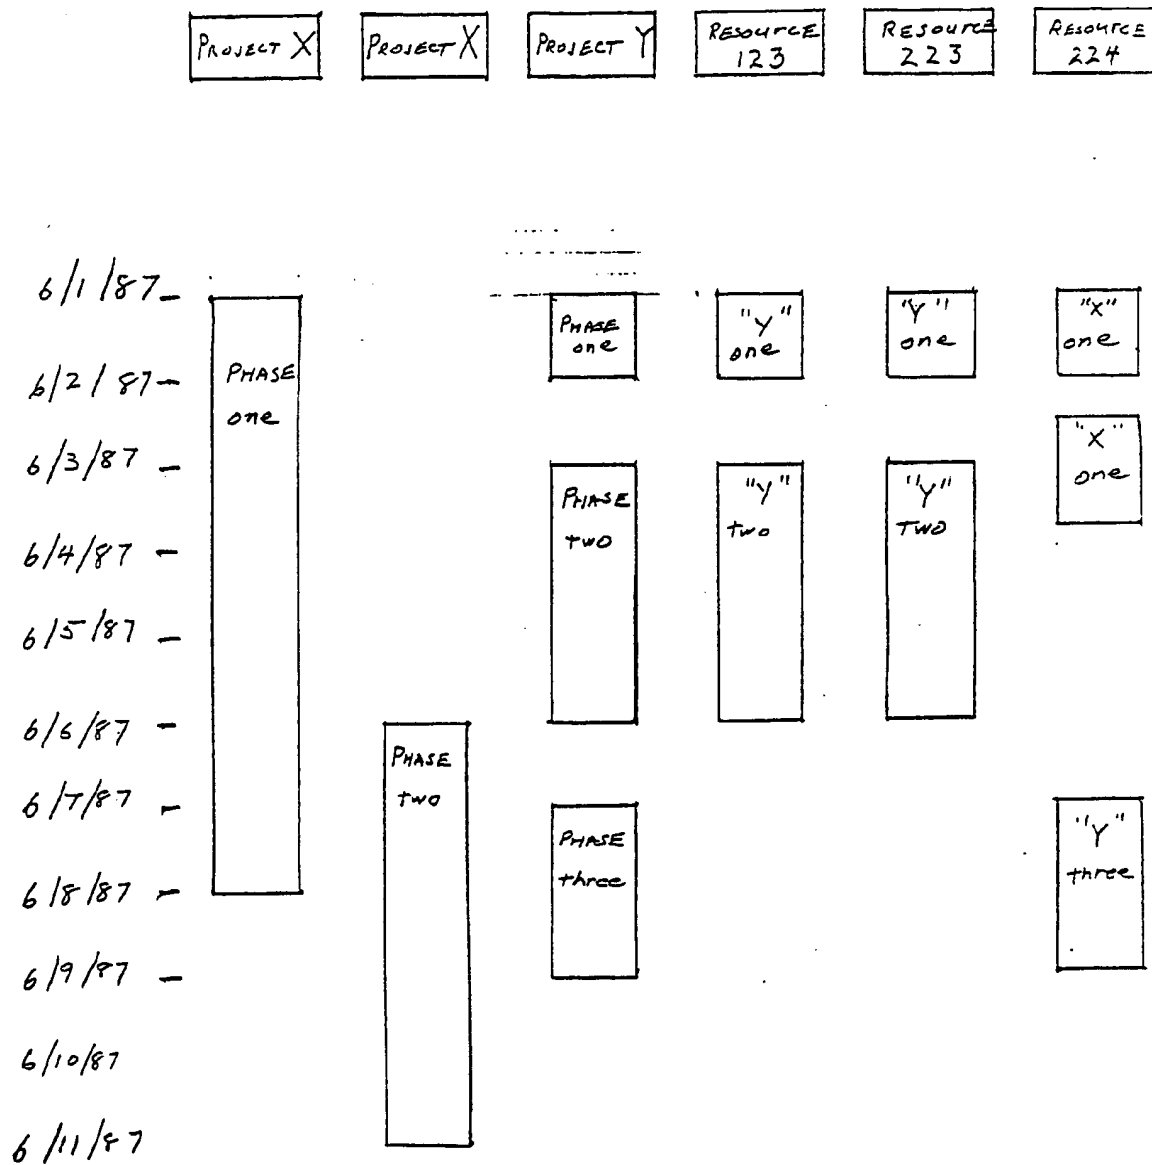 PROJECT X
PROJECT X
PROJECT Y
RESOURCE
123
RESOURCE
223
RESOURCE
224
6/1/87
6/2/87
6/3/87
6/4/87
6/5/87
6/6/87
6/7/87
6/8/87
6/9/87
6/10/87
6/11/87
PHASE
one
PHASE
two
PHASE
one
PHASE
TWO
PHASE
three
"Y"
one
"Y"
Two
"Y"
one
"Y"
TWO
"X"
one
"X"
one
"Y"
three